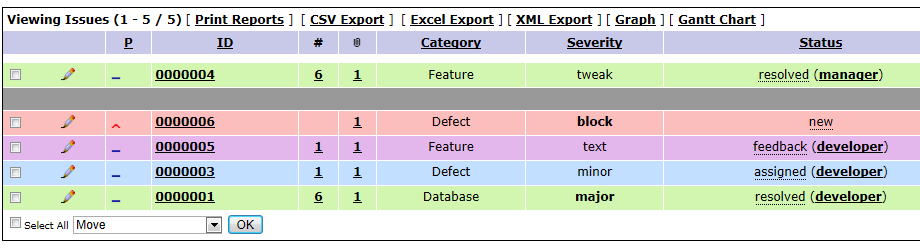 Viewing Issues (1 - 5 / 5) [ Print Reports ] [ CSV Export ] [ Excel Export ] [ XML Export ] [ Graph ] [ Gantt Chart ]
P ID # Category Severity Status
0000004 6 1 Feature tweak resolved (manager)
0000006 1 Defect block new
0000005 1 1 Feature text feedback (developer)
0000003 1 1 Defect minor assigned (developer)
0000001 6 1 Database major resolved (developer)
Select All Move OK